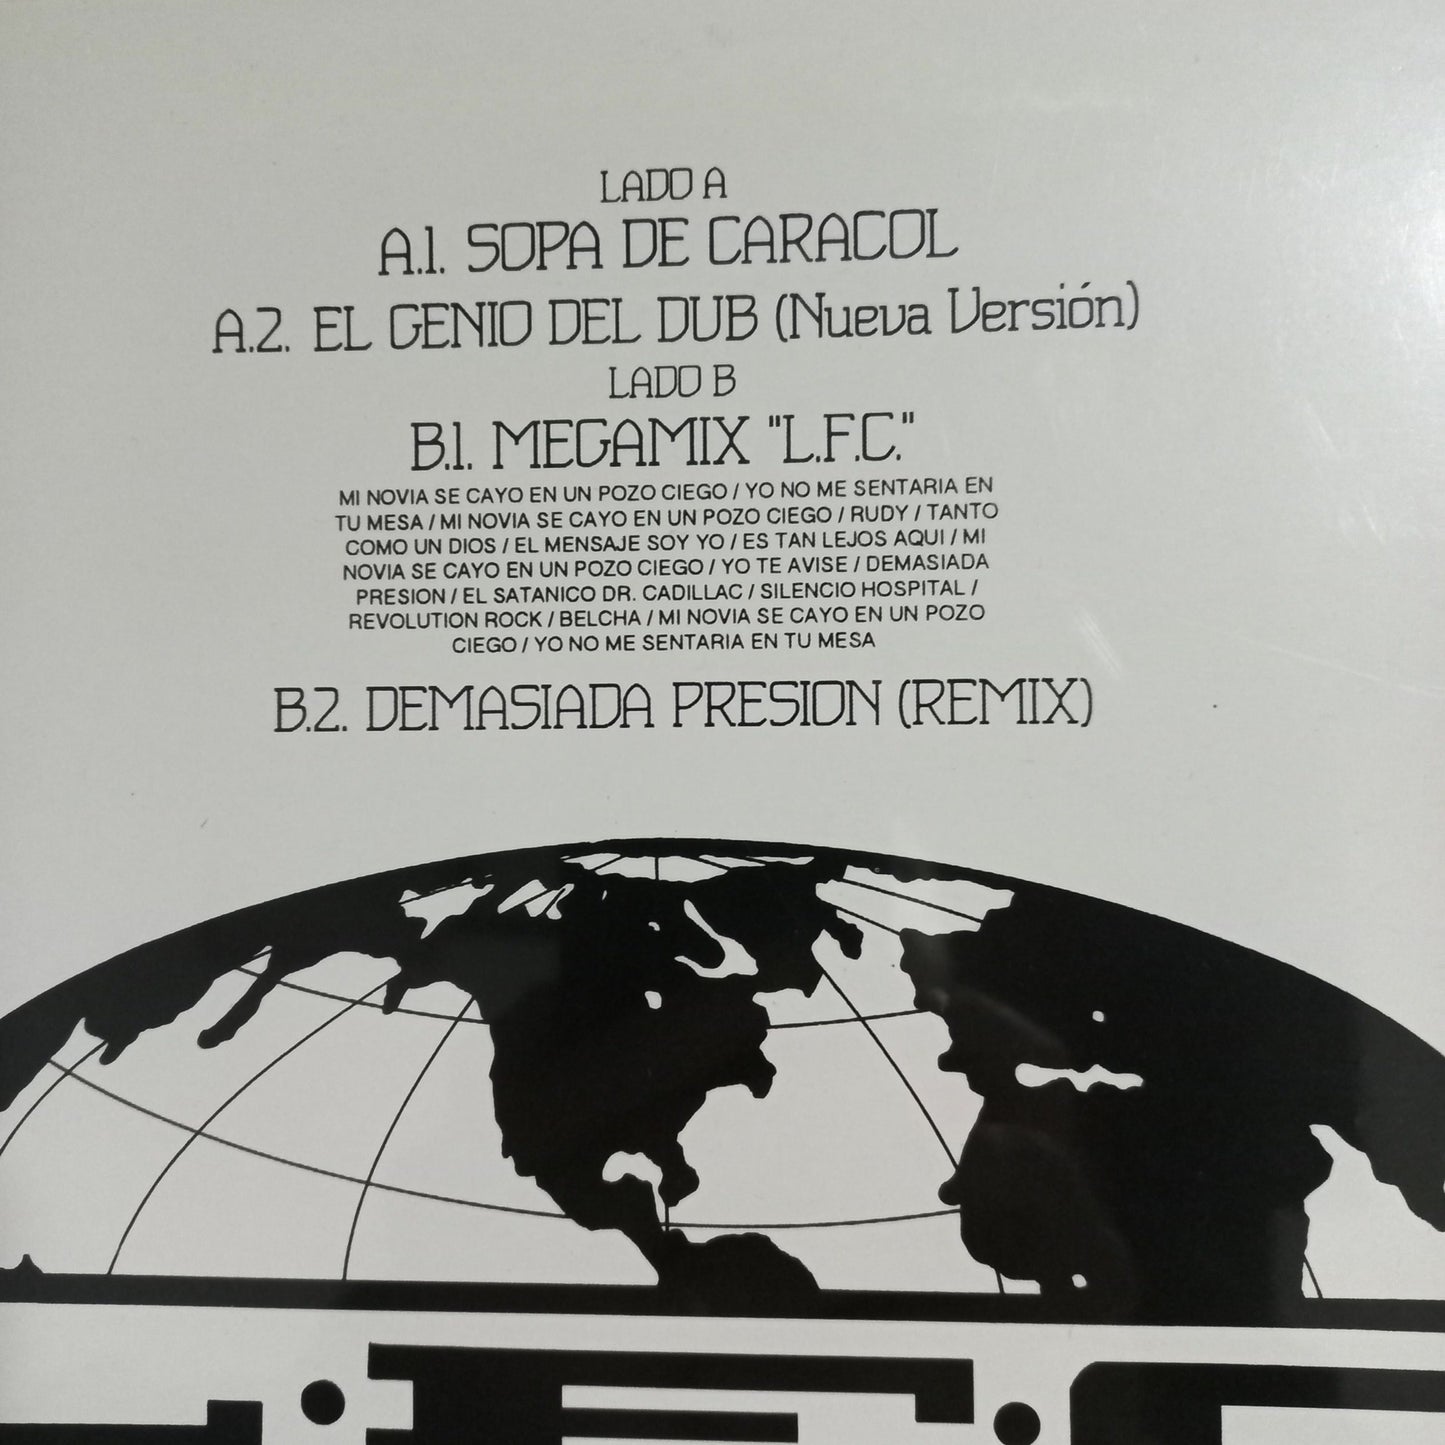 LADO A
A.1. SOPA DE CARACOL
A.2. EL GENIO DEL DUB (Nueva Versión)
LADO B
B.1. MEGAMIX "L.F.C."
MI NOVIA SE CAYO EN UN POZO CIEGO / YO NO ME SENTARIA EN
TU MESA / MI NOVIA SE CAYO EN UN POZO CIEGO / RUDY / TANTO
COMO UN DIOS / EL MENSAJE SOY YO / ES TAN LEJOS AQUI / MI
NOVIA SE CAYO EN UN POZO CIEGO / YO TE AVISE / DEMASIADA
PRESION / EL SATANICO DR. CADILLAC / SILENCIO HOSPITAL /
REVOLUTION ROCK / BELCHA / MI NOVIA SE CAYO EN UN POZO
CIEGO / YO NO ME SENTARIA EN TU MESA
B.2. DEMASIADA PRESION (REMIX)